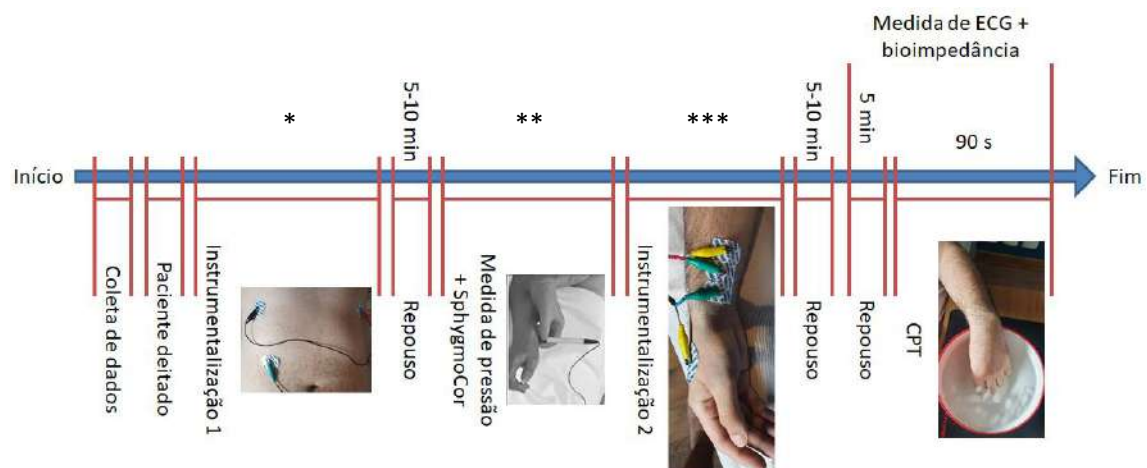 Medida de ECG +
bioimpedância
*
5-10 min
**
***
5-10 min
5 min
90 s
Início
Fim
Coleta de dados
Paciente deitado
Instrumentalização 1
Repouso
Medida de pressão
+ SphygmoCor
Instrumentalização 2
Repouso
Repouso
CPT